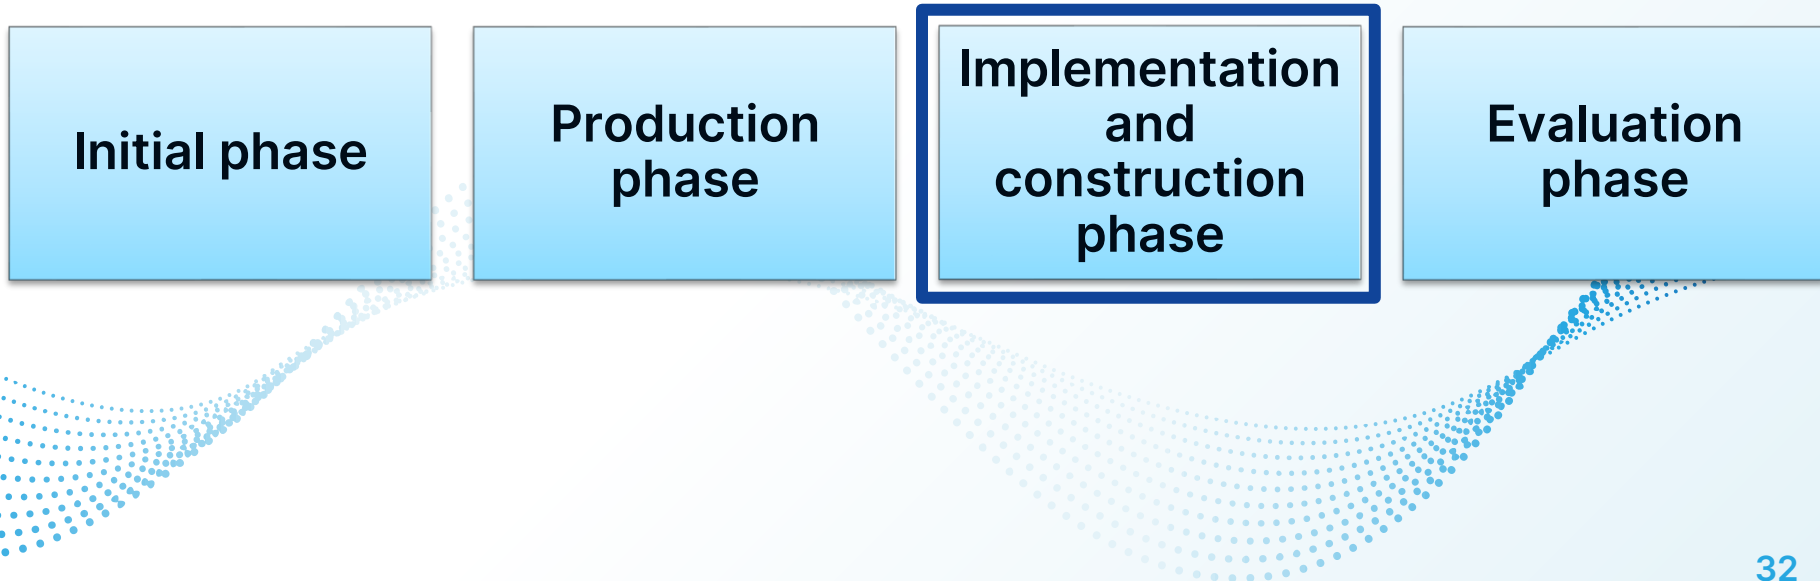 Initial phase
Production
phase
Implementation
and
construction
phase
Evaluation
phase
32